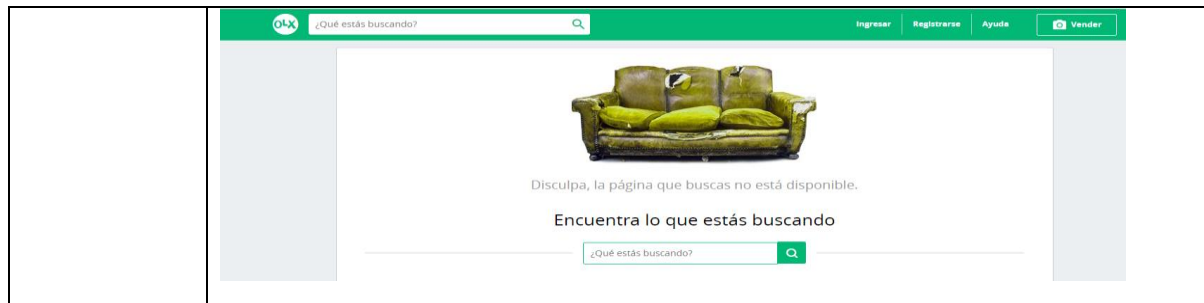 OLX ¿Qué estás buscando? Ingresar Registrarse Ayuda Vender
Disculpa, la página que buscas no está disponible.
Encuentra lo que estás buscando
¿Qué estás buscando?